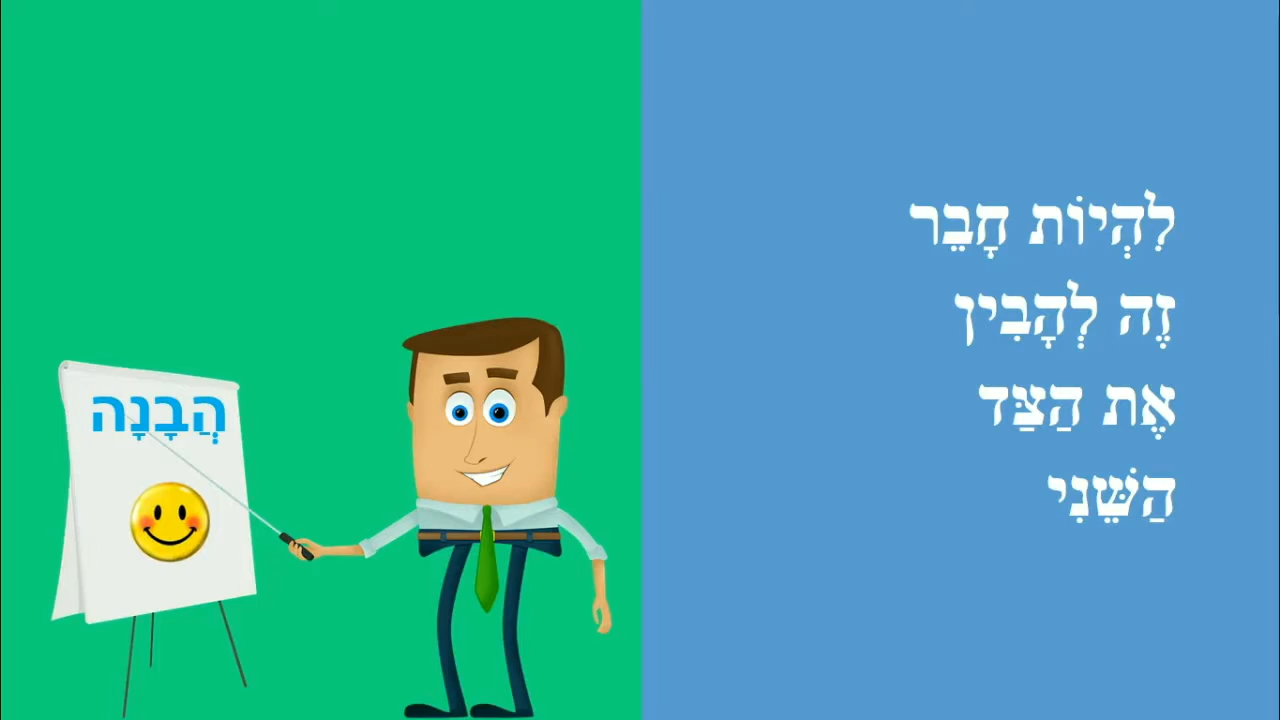 לִהְיוֹת חָבֵר
זֶה לְהָבִין
אֶת הַצַּד
הַשֵּׁנִי
הֲבָנָה